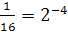 1/16 = 2⁻⁴